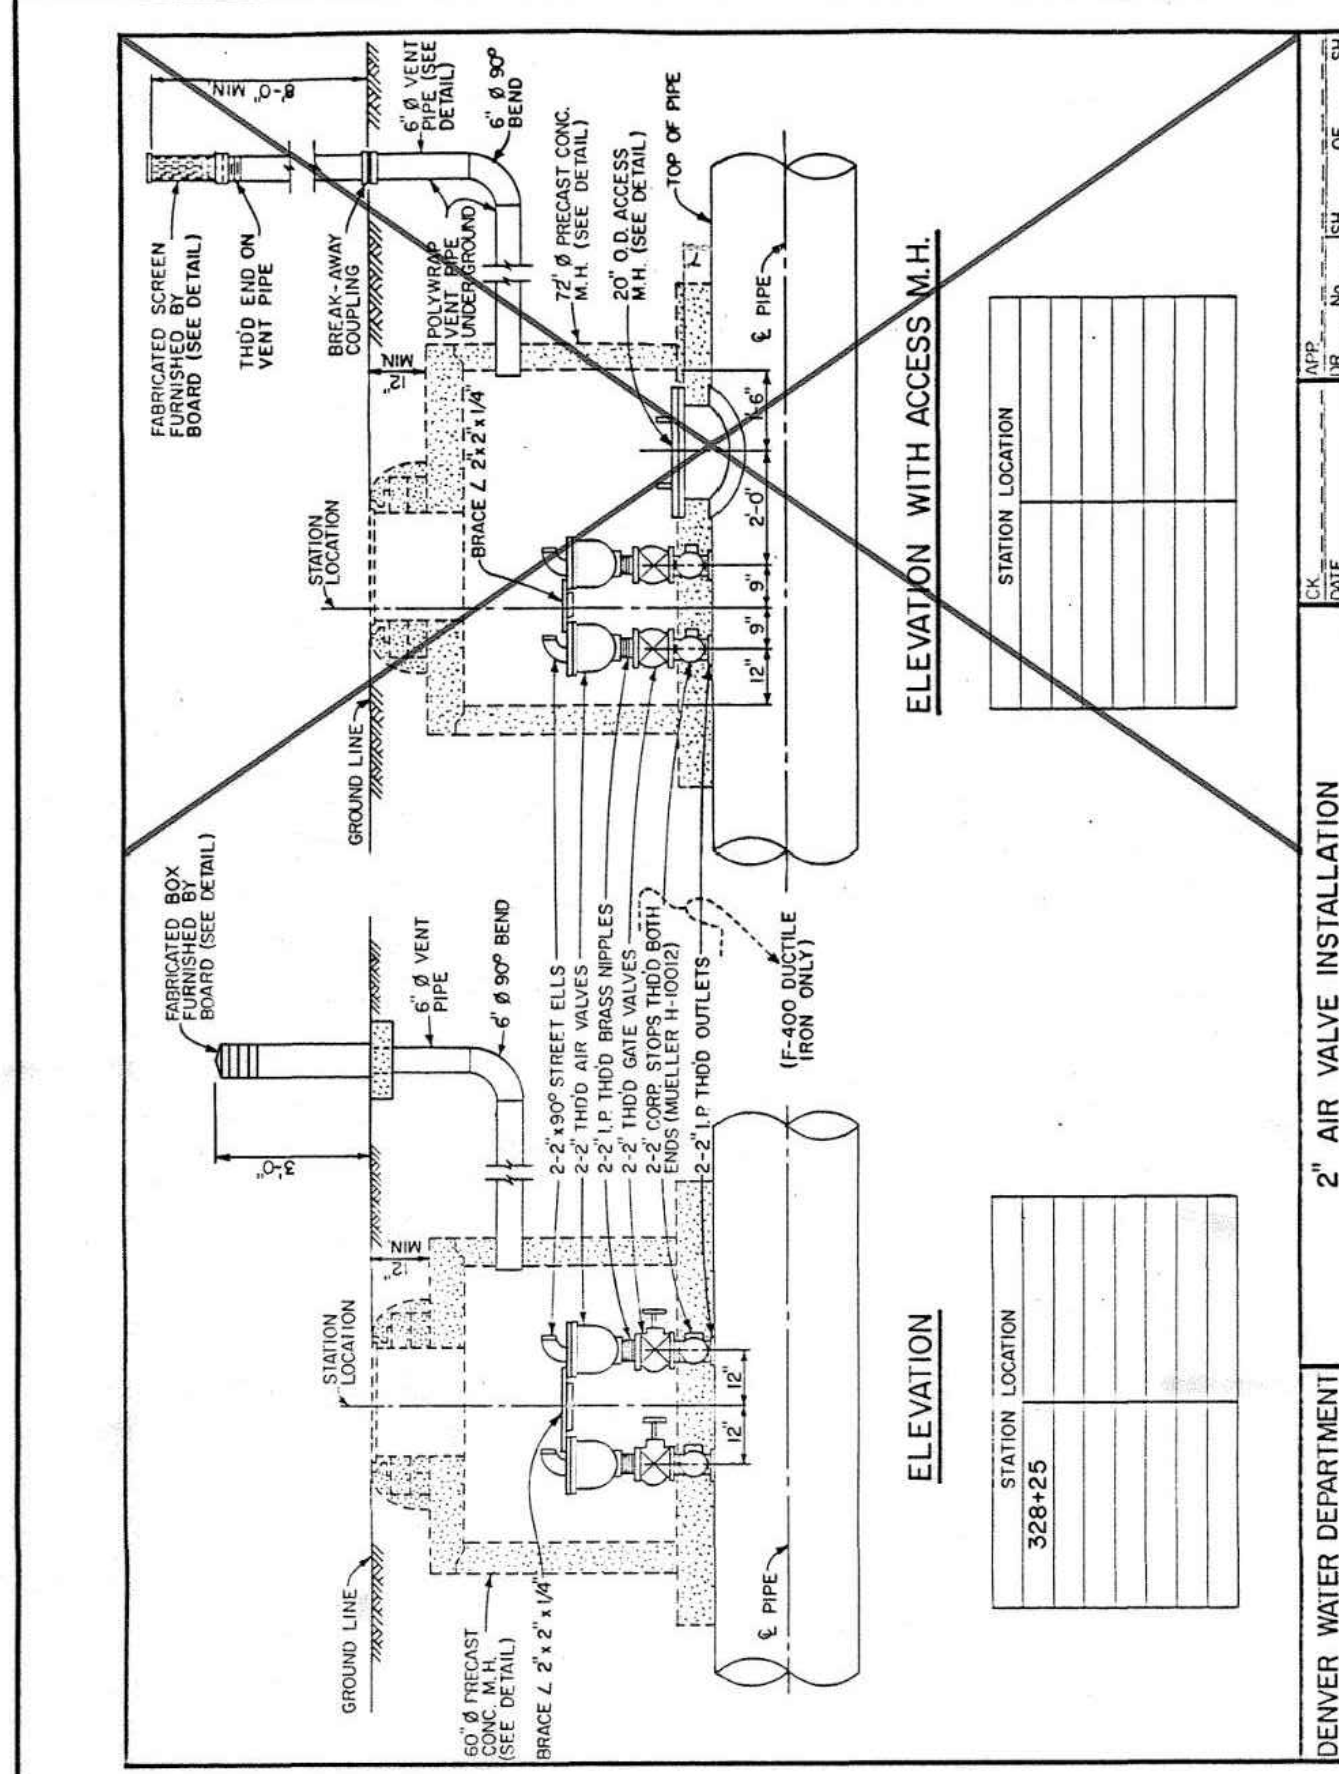 FABRICATED BOX
FURNISHED BY
BOARD (SEE DETAIL)
3'-0"
STATION
LOCATION
GROUND LINE
12"
MIN.
6" Ø VENT
PIPE
6" Ø 90° BEND
60" Ø PRECAST
CONC. M.H.
(SEE DETAIL)
BRACE ∠ 2" x 2" x 1/4"
2-2" x 90° STREET ELLS
2-2" THD'D AIR VALVES
2-2" I.P. THD'D BRASS NIPPLES
2-2" THD'D GATE VALVES
2-2" CORP. STOPS THD'D BOTH
ENDS (MUELLER H-10012)
2-2" I.P. THD'D OUTLETS
(F-400 DUCTILE
IRON ONLY)
12"
12"
℄ PIPE
ELEVATION
STATION LOCATION
328+25
FABRICATED SCREEN
FURNISHED BY
BOARD (SEE DETAIL)
8'-0" MIN.
THD'D END ON
VENT PIPE
BREAK-AWAY
COUPLING
6" Ø VENT
PIPE (SEE
DETAIL)
6" Ø 90°
BEND
POLYWRAP
VENT PIPE
UNDERGROUND
STATION
LOCATION
GROUND LINE
12"
MIN.
BRACE ∠ 2" x 2" x 1/4"
72" Ø PRECAST CONC.
M.H. (SEE DETAIL)
20" O.D. ACCESS
M.H. (SEE DETAIL)
TOP OF PIPE
12"
9"
9"
2'-0"
1'-6"
℄ PIPE
ELEVATION WITH ACCESS M.H.
STATION LOCATION
DENVER WATER DEPARTMENT
2" AIR VALVE INSTALLATION
CK.
APP.
DATE
DR.
No.
SH.
OF
SH